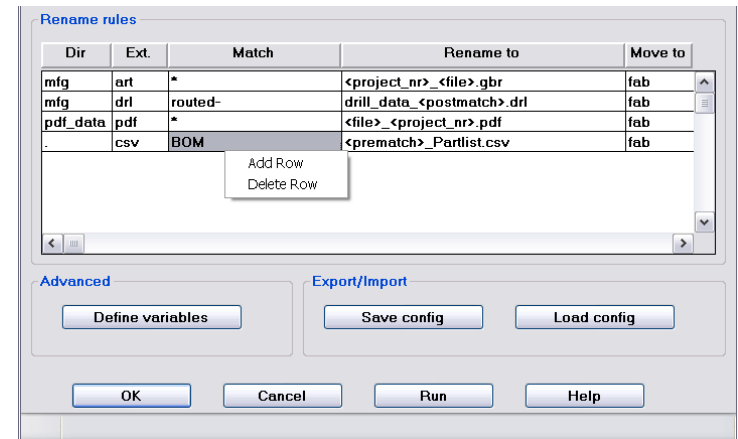 Rename rules
Dir Ext. Match Rename to Move to
mfg art * <project_nr>_<file>.gbr fab
mfg drl routed- drill_data_<postmatch>.drl fab
pdf_data pdf * <file>_<project_nr>.pdf fab
. csv BOM <prematch>_Partlist.csv fab
Add Row
Delete Row
Advanced Export/Import
Define variables Save config Load config
OK Cancel Run Help